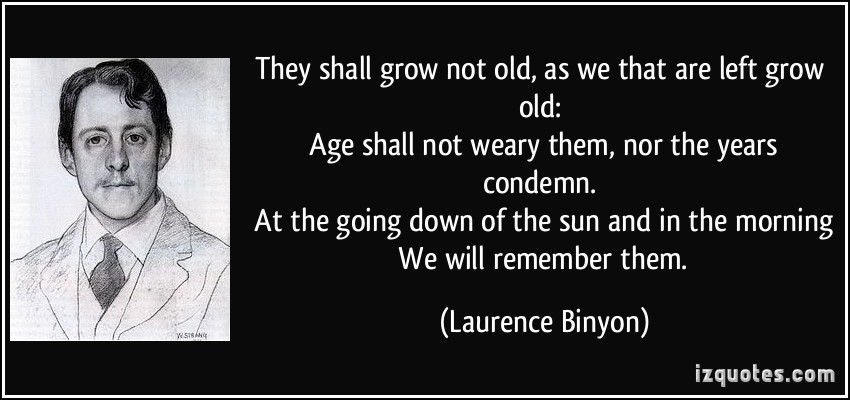 They shall grow not old, as we that are left grow
old:
Age shall not weary them, nor the years
condemn.
At the going down of the sun and in the morning
We will remember them.
(Laurence Binyon)
W. STRANG
izquotes.com